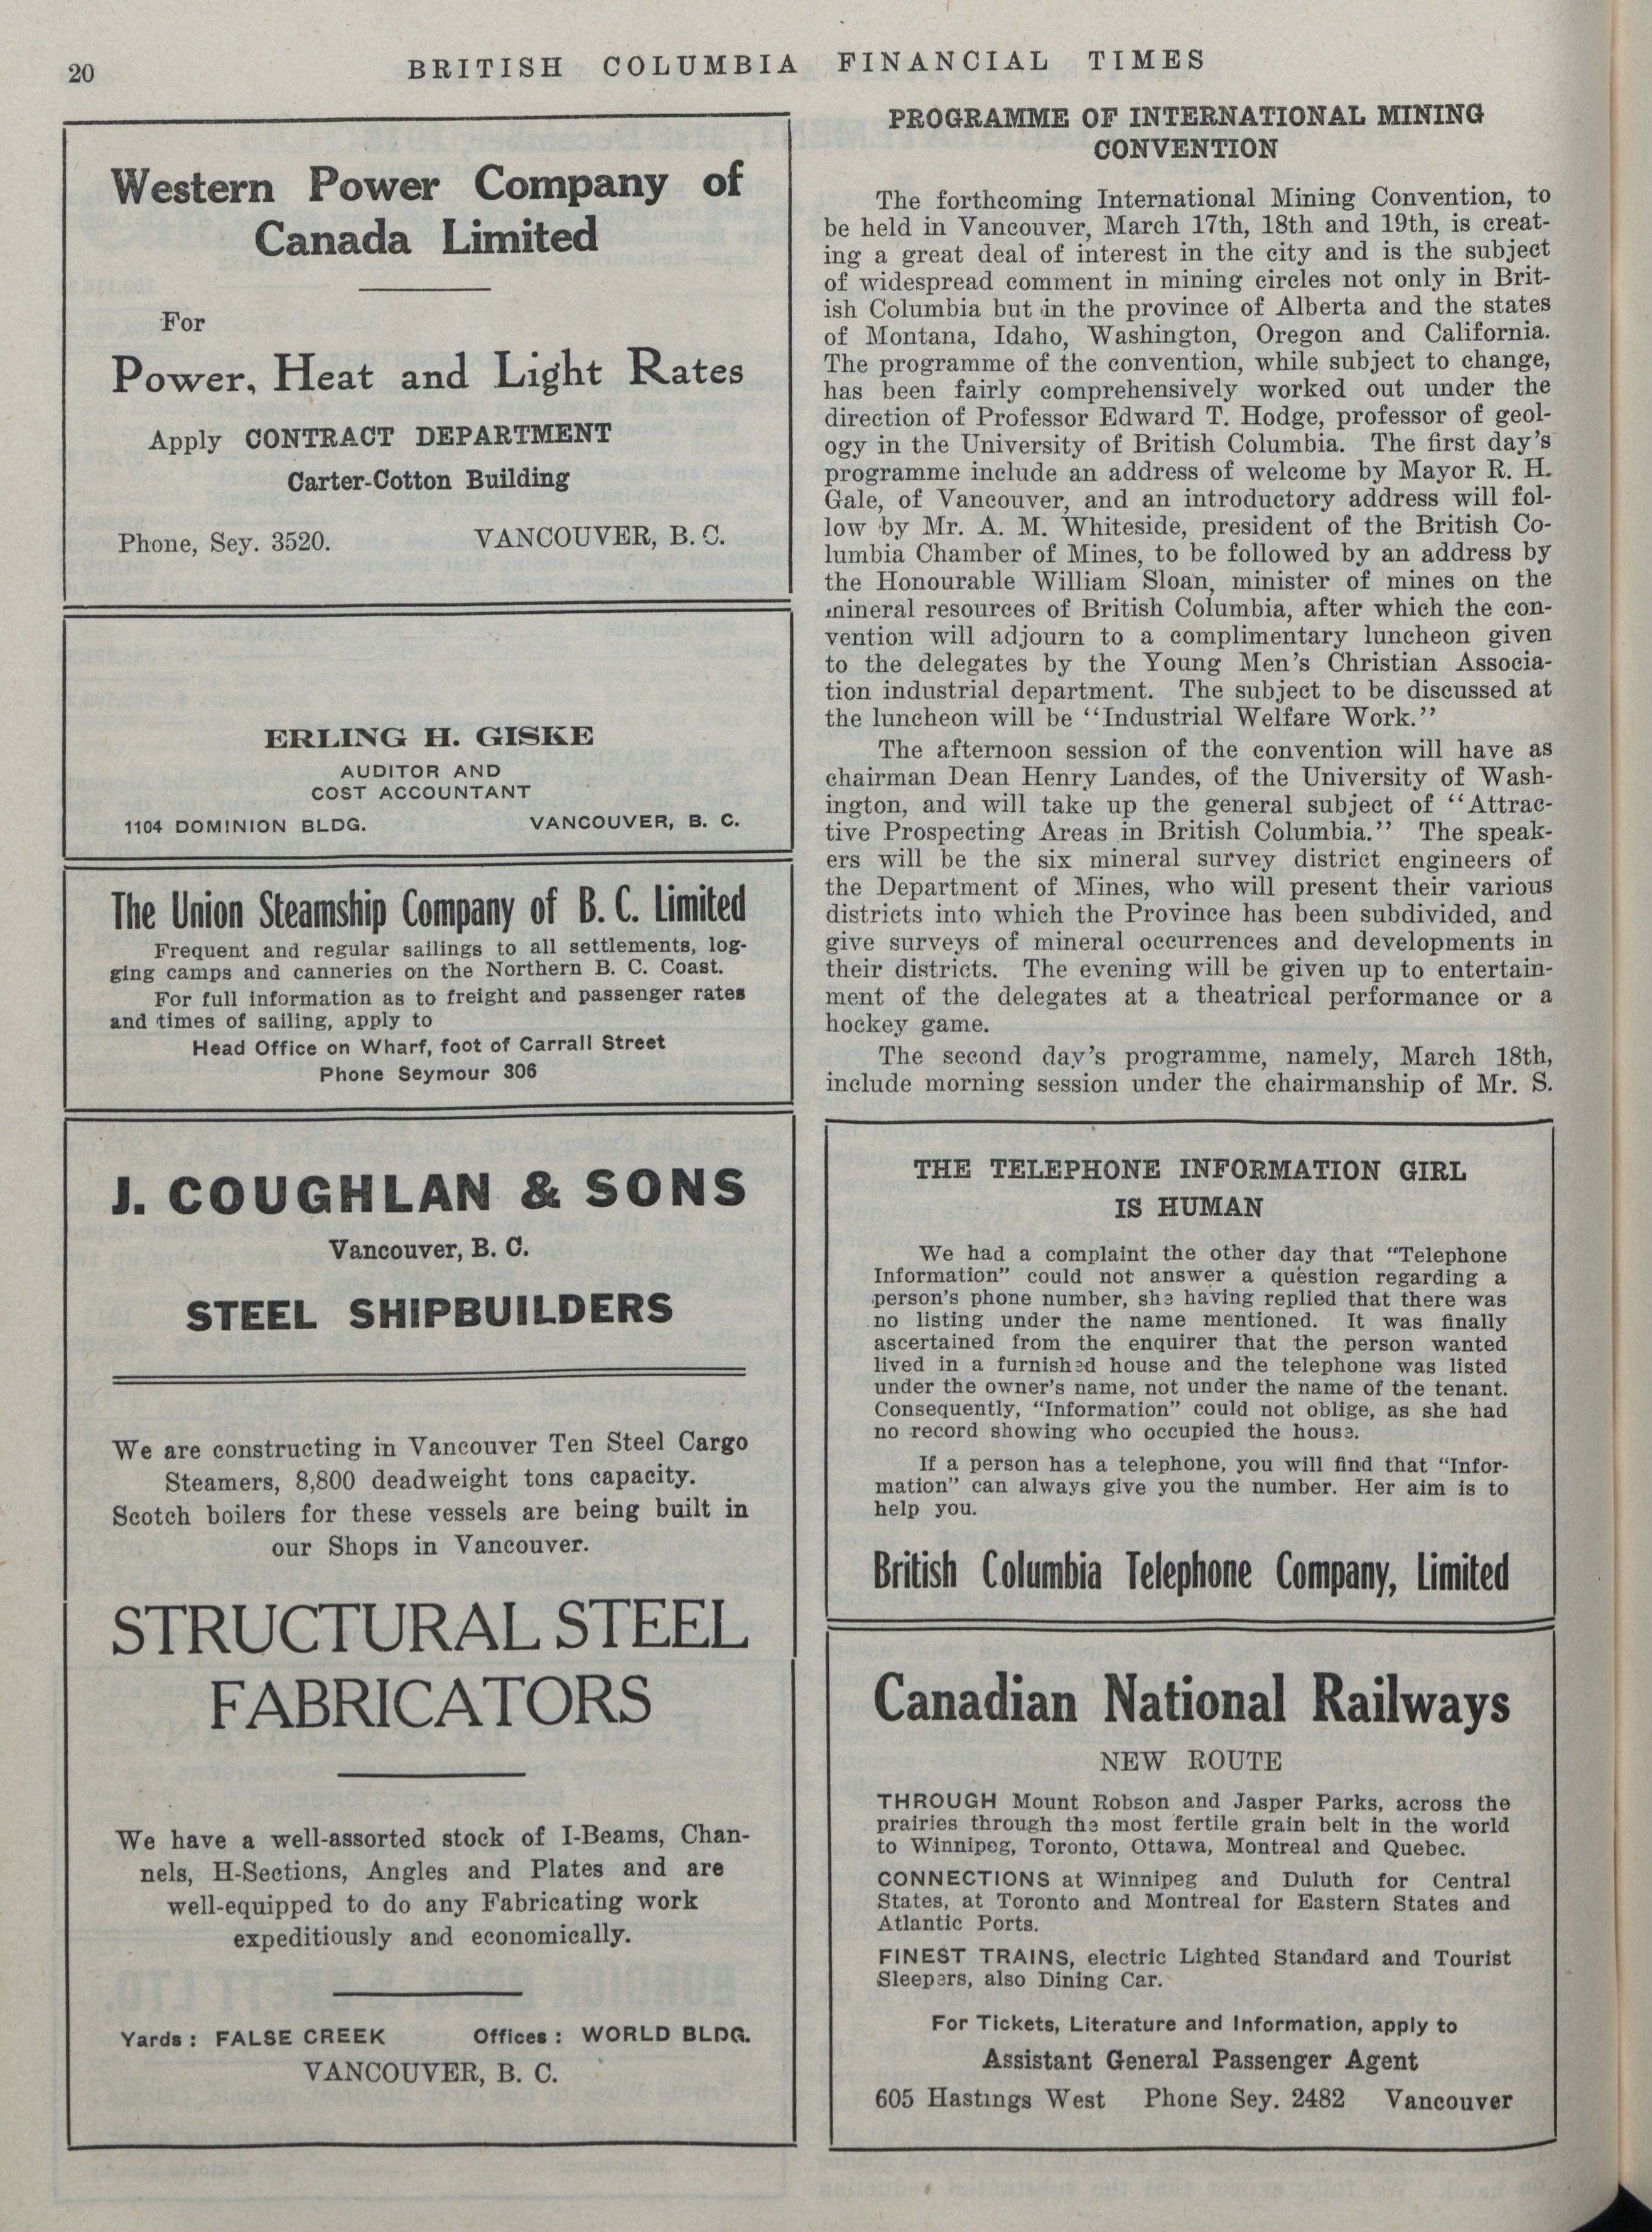 20
BRITISH COLUMBIA FINANCIAL TIMES
Western Power Company of
Canada Limited
For
Power, Heat and Light Rates
Apply CONTRACT DEPARTMENT
Carter-Cotton Building
Phone, Sey. 3520. VANCOUVER, B. C.
ERLING H. GISKE
AUDITOR AND
COST ACCOUNTANT
1104 DOMINION BLDG. VANCOUVER, B. C.
The Union Steamship Company of B. C. Limited
Frequent and regular sailings to all settlements, log-
ging camps and canneries on the Northern B. C. Coast.
For full information as to freight and passenger rates
and times of sailing, apply to
Head Office on Wharf, foot of Carrall Street
Phone Seymour 306
J. COUGHLAN & SONS
Vancouver, B. C.
STEEL SHIPBUILDERS
We are constructing in Vancouver Ten Steel Cargo
Steamers, 8,800 deadweight tons capacity.
Scotch boilers for these vessels are being built in
our Shops in Vancouver.
STRUCTURAL STEEL
FABRICATORS
We have a well-assorted stock of I-Beams, Chan-
nels, H-Sections, Angles and Plates and are
well-equipped to do any Fabricating work
expeditiously and economically.
Yards: FALSE CREEK Offices: WORLD BLDG.
VANCOUVER, B. C.
PROGRAMME OF INTERNATIONAL MINING
CONVENTION
The forthcoming International Mining Convention, to
be held in Vancouver, March 17th, 18th and 19th, is creat-
ing a great deal of interest in the city and is the subject
of widespread comment in mining circles not only in Brit-
ish Columbia but in the province of Alberta and the states
of Montana, Idaho, Washington, Oregon and California.
The programme of the convention, while subject to change,
has been fairly comprehensively worked out under the
direction of Professor Edward T. Hodge, professor of geol-
ogy in the University of British Columbia. The first day's
programme include an address of welcome by Mayor R. H.
Gale, of Vancouver, and an introductory address will fol-
low by Mr. A. M. Whiteside, president of the British Co-
lumbia Chamber of Mines, to be followed by an address by
the Honourable William Sloan, minister of mines on the
mineral resources of British Columbia, after which the con-
vention will adjourn to a complimentary luncheon given
to the delegates by the Young Men's Christian Associa-
tion industrial department. The subject to be discussed at
the luncheon will be "Industrial Welfare Work."
The afternoon session of the convention will have as
chairman Dean Henry Landes, of the University of Wash-
ington, and will take up the general subject of "Attrac-
tive Prospecting Areas in British Columbia." The speak-
ers will be the six mineral survey district engineers of
the Department of Mines, who will present their various
districts into which the Province has been subdivided, and
give surveys of mineral occurrences and developments in
their districts. The evening will be given up to entertain-
ment of the delegates at a theatrical performance or a
hockey game.
The second day's programme, namely, March 18th,
include morning session under the chairmanship of Mr. S.
THE TELEPHONE INFORMATION GIRL
IS HUMAN
We had a complaint the other day that "Telephone
Information" could not answer a question regarding a
person's phone number, she having replied that there was
no listing under the name mentioned. It was finally
ascertained from the enquirer that the person wanted
lived in a furnished house and the telephone was listed
under the owner's name, not under the name of the tenant.
Consequently, "Information" could not oblige, as she had
no record showing who occupied the house.
If a person has a telephone, you will find that "Infor-
mation" can always give you the number. Her aim is to
help you.
British Columbia Telephone Company, Limited
Canadian National Railways
NEW ROUTE
THROUGH Mount Robson and Jasper Parks, across the
prairies through the most fertile grain belt in the world
to Winnipeg, Toronto, Ottawa, Montreal and Quebec.
CONNECTIONS at Winnipeg and Duluth for Central
States, at Toronto and Montreal for Eastern States and
Atlantic Ports.
FINEST TRAINS, electric Lighted Standard and Tourist
Sleepers, also Dining Car.
For Tickets, Literature and Information, apply to
Assistant General Passenger Agent
605 Hastings West Phone Sey. 2482 Vancouver